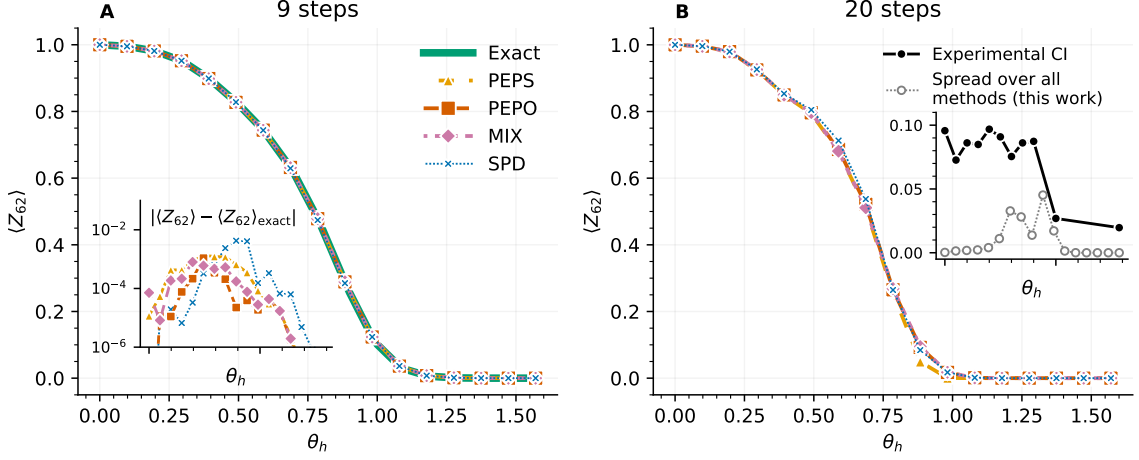 A
9 steps
1.0
0.8
0.6
0.4
0.2
0.0
⟨Z62⟩
Exact
PEPS
PEPO
MIX
SPD
|⟨Z62⟩ − ⟨Z62⟩exact|
10−2
10−4
10−6
θh
0.00 0.25 0.50 0.75 1.00 1.25 1.50
θh
B
20 steps
1.0
0.8
0.6
0.4
0.2
0.0
⟨Z62⟩
Experimental CI
Spread over all
methods (this work)
0.10
0.05
0.00
θh
0.00 0.25 0.50 0.75 1.00 1.25 1.50
θh